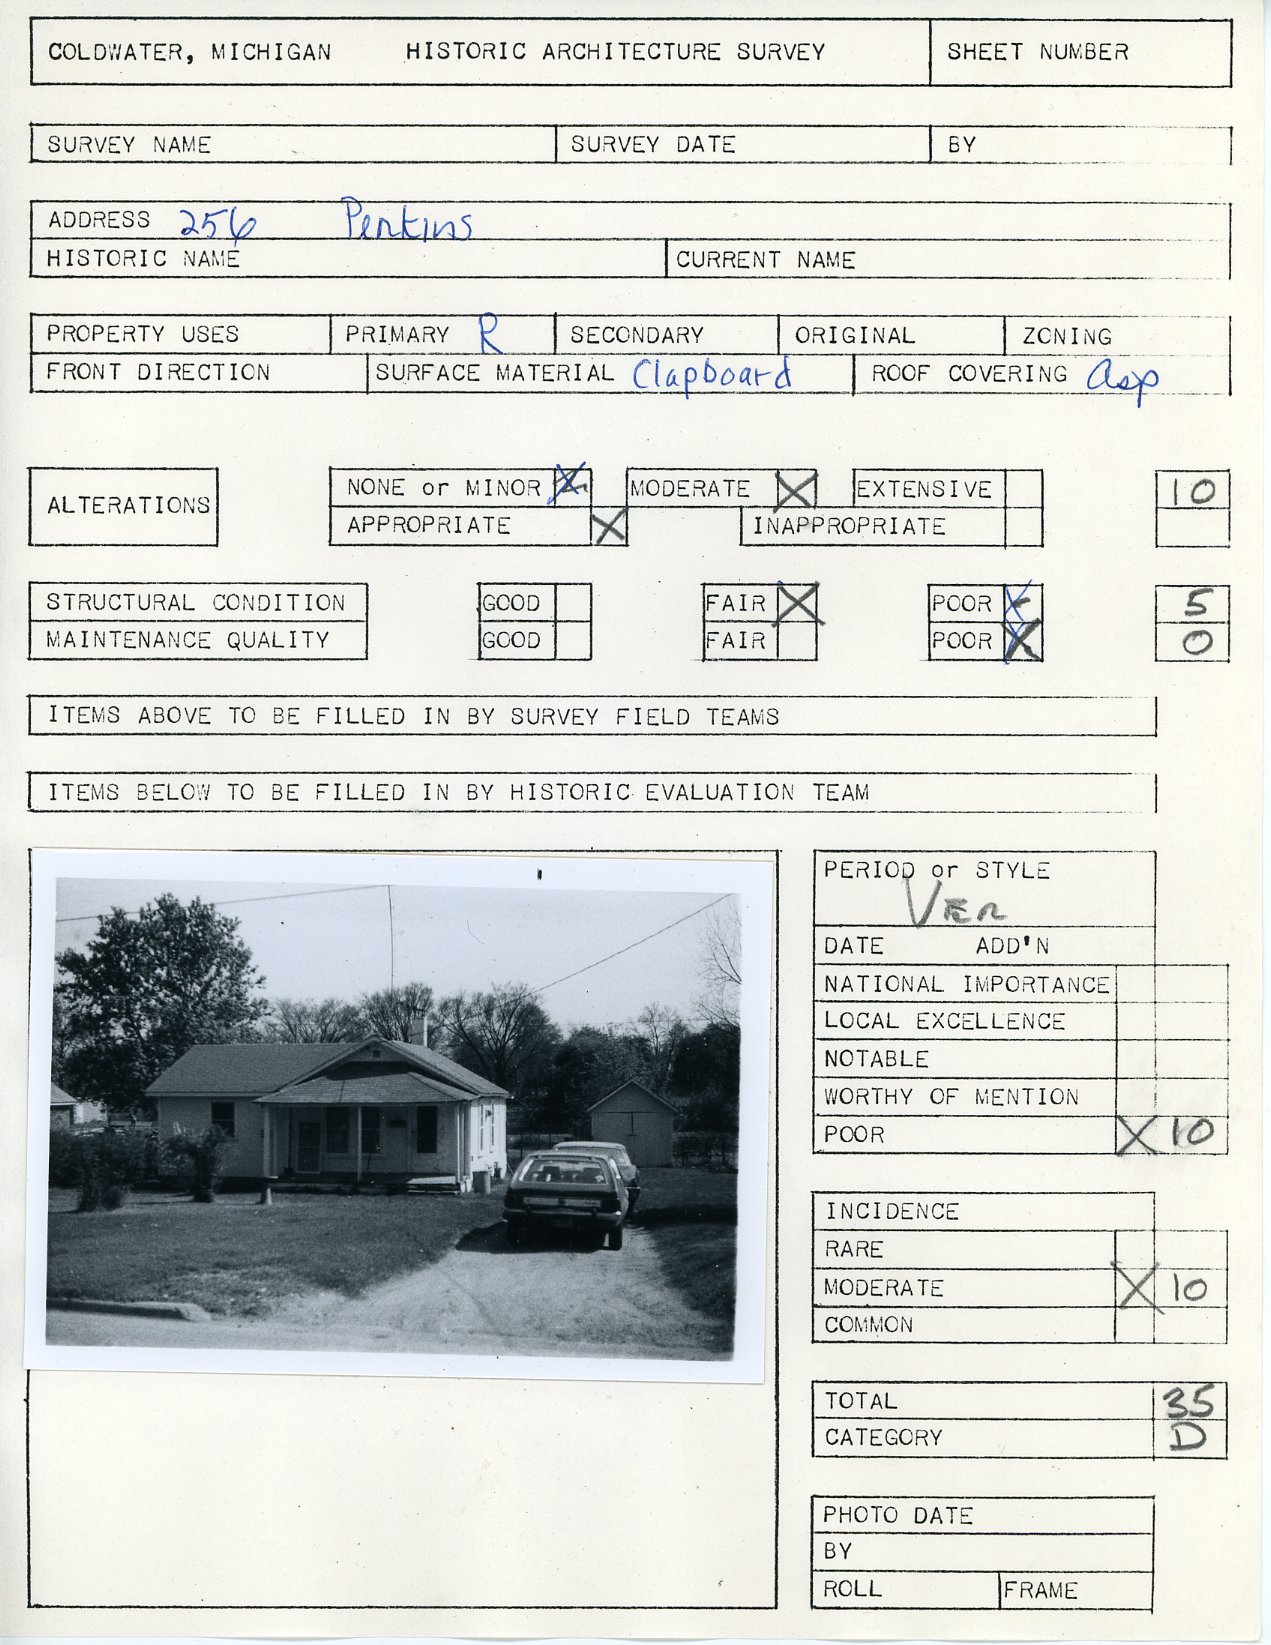 COLDWATER, MICHIGAN HISTORIC ARCHITECTURE SURVEY SHEET NUMBER
SURVEY NAME SURVEY DATE BY
ADDRESS 256 Perkins
HISTORIC NAME CURRENT NAME
PROPERTY USES PRIMARY R SECONDARY ORIGINAL ZONING
FRONT DIRECTION SURFACE MATERIAL Clapboard ROOF COVERING Asp
ALTERATIONS NONE or MINOR X MODERATE X EXTENSIVE 10
APPROPRIATE X INAPPROPRIATE
STRUCTURAL CONDITION GOOD FAIR X POOR X 5
MAINTENANCE QUALITY GOOD FAIR POOR X 0
ITEMS ABOVE TO BE FILLED IN BY SURVEY FIELD TEAMS
ITEMS BELOW TO BE FILLED IN BY HISTORIC EVALUATION TEAM
PERIOD or STYLE
VER
DATE ADD'N
NATIONAL IMPORTANCE
LOCAL EXCELLENCE
NOTABLE
WORTHY OF MENTION
POOR X 10
INCIDENCE
RARE
MODERATE X 10
COMMON
TOTAL 35
CATEGORY D
PHOTO DATE
BY
ROLL FRAME